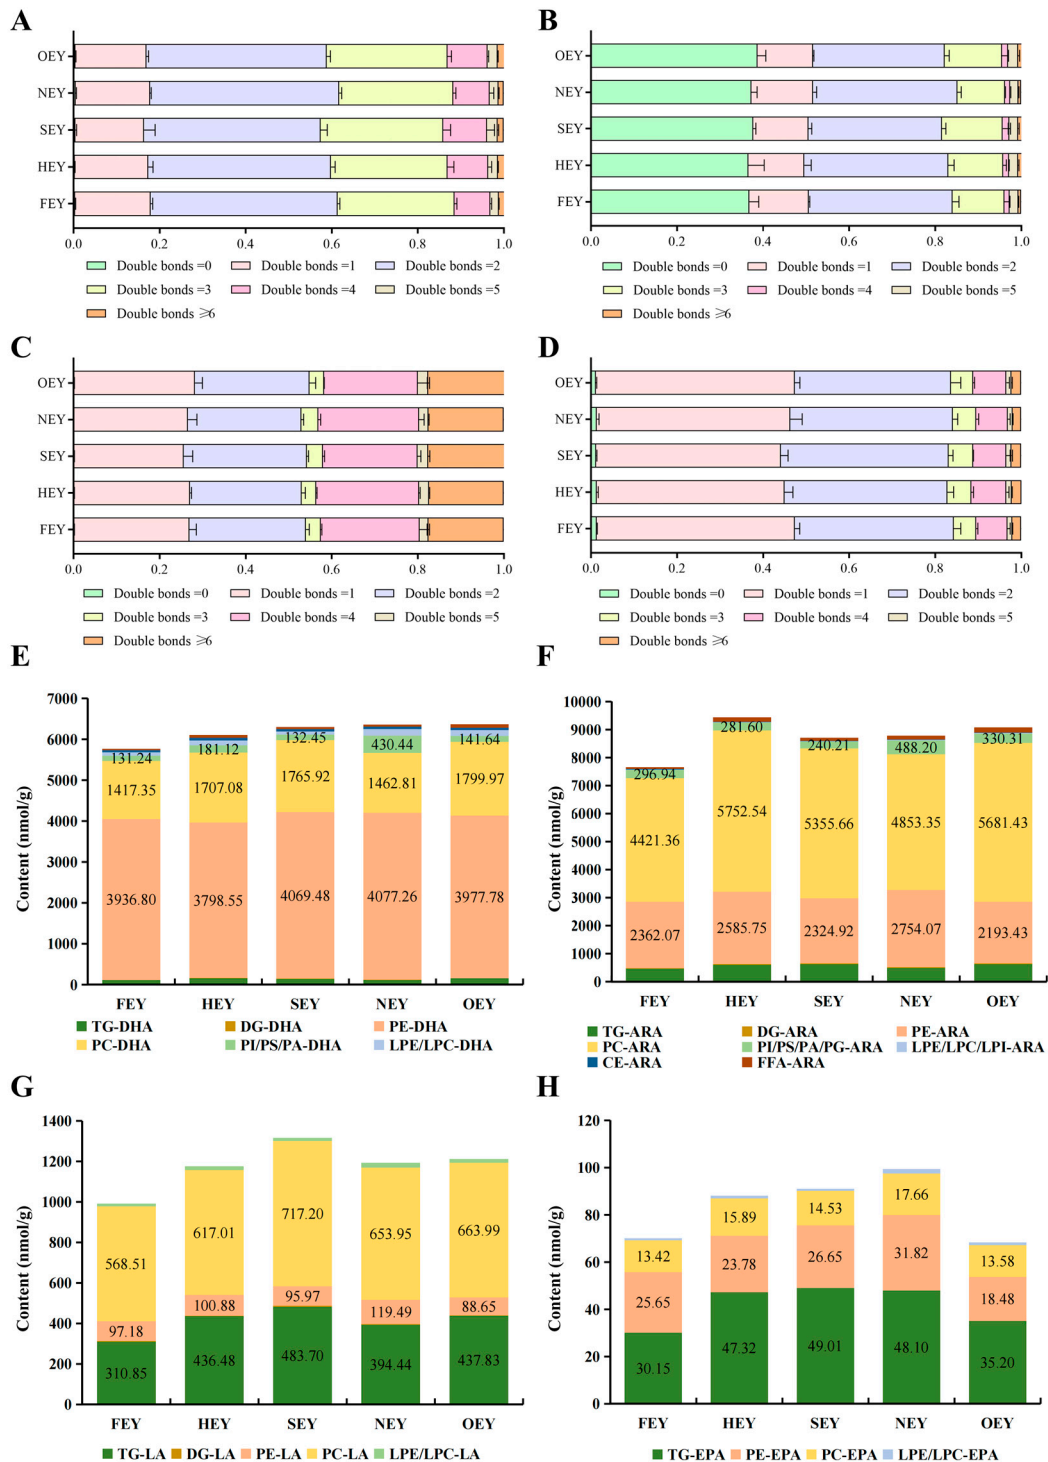 A
OEY
NEY
SEY
HEY
FEY
0.0 0.2 0.4 0.6 0.8 1.0
Double bonds =0 Double bonds =1 Double bonds =2
Double bonds =3 Double bonds =4 Double bonds =5
Double bonds ⩾6
B
OEY
NEY
SEY
HEY
FEY
0.0 0.2 0.4 0.6 0.8 1.0
Double bonds =0 Double bonds =1 Double bonds =2
Double bonds =3 Double bonds =4 Double bonds =5
Double bonds ⩾6
C
OEY
NEY
SEY
HEY
FEY
0.0 0.2 0.4 0.6 0.8 1.0
Double bonds =0 Double bonds =1 Double bonds =2
Double bonds =3 Double bonds =4 Double bonds =5
Double bonds ⩾6
D
OEY
NEY
SEY
HEY
FEY
0.0 0.2 0.4 0.6 0.8 1.0
Double bonds =0 Double bonds =1 Double bonds =2
Double bonds =3 Double bonds =4 Double bonds =5
Double bonds ⩾6
E
Content (nmol/g)
7000
6000
5000
4000
3000
2000
1000
0
131.24 181.12 132.45 430.44 141.64
1417.35 1707.08 1765.92 1462.81 1799.97
3936.80 3798.55 4069.48 4077.26 3977.78
FEY HEY SEY NEY OEY
TG-DHA DG-DHA PE-DHA
PC-DHA PI/PS/PA-DHA LPE/LPC-DHA
F
Content (nmol/g)
10000
9000
8000
7000
6000
5000
4000
3000
2000
1000
0
296.94 281.60 240.21 488.20 330.31
4421.36 5752.54 5355.66 4853.35 5681.43
2362.07 2585.75 2324.92 2754.07 2193.43
FEY HEY SEY NEY OEY
TG-ARA DG-ARA PE-ARA
PC-ARA PI/PS/PA/PG-ARA LPE/LPC/LPI-ARA
CE-ARA FFA-ARA
G
Content (nmol/g)
1400
1200
1000
800
600
400
200
0
568.51 617.01 717.20 653.95 663.99
97.18 100.88 95.97 119.49 88.65
310.85 436.48 483.70 394.44 437.83
FEY HEY SEY NEY OEY
TG-LA DG-LA PE-LA PC-LA LPE/LPC-LA
H
Content (nmol/g)
120
100
80
60
40
20
0
13.42 15.89 14.53 17.66 13.58
25.65 23.78 26.65 31.82 18.48
30.15 47.32 49.01 48.10 35.20
FEY HEY SEY NEY OEY
TG-EPA PE-EPA PC-EPA LPE/LPC-EPA